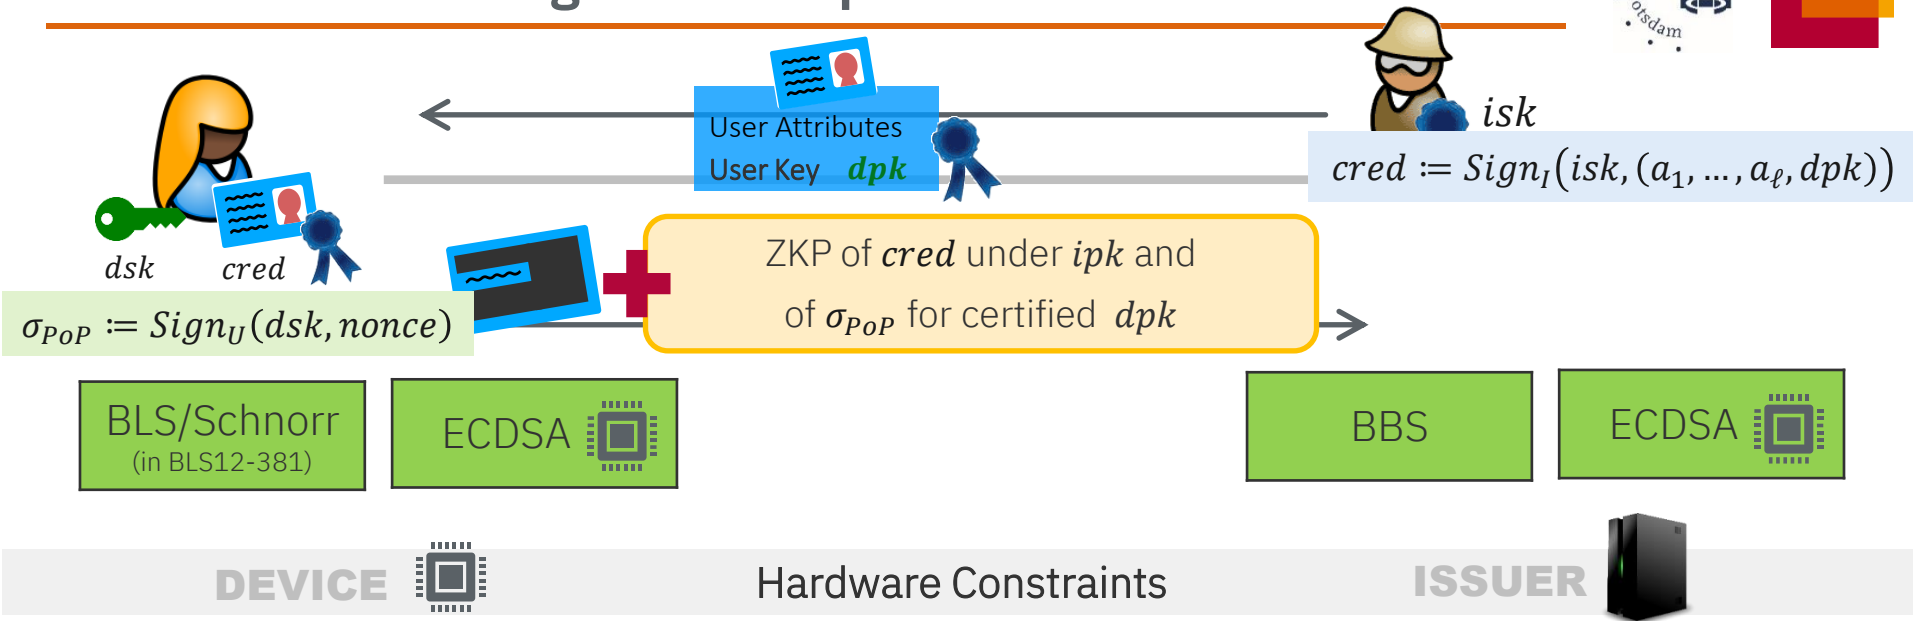 otsdam
isk
User Attributes
User Key dpk
cred ≔ Sign_I(isk, (a_1, ..., a_ℓ, dpk))
dsk cred
ZKP of cred under ipk and
of σ_PoP for certified dpk
σ_PoP ≔ Sign_U(dsk, nonce)
BLS/Schnorr
(in BLS12-381)
ECDSA
BBS
ECDSA
DEVICE
Hardware Constraints
ISSUER